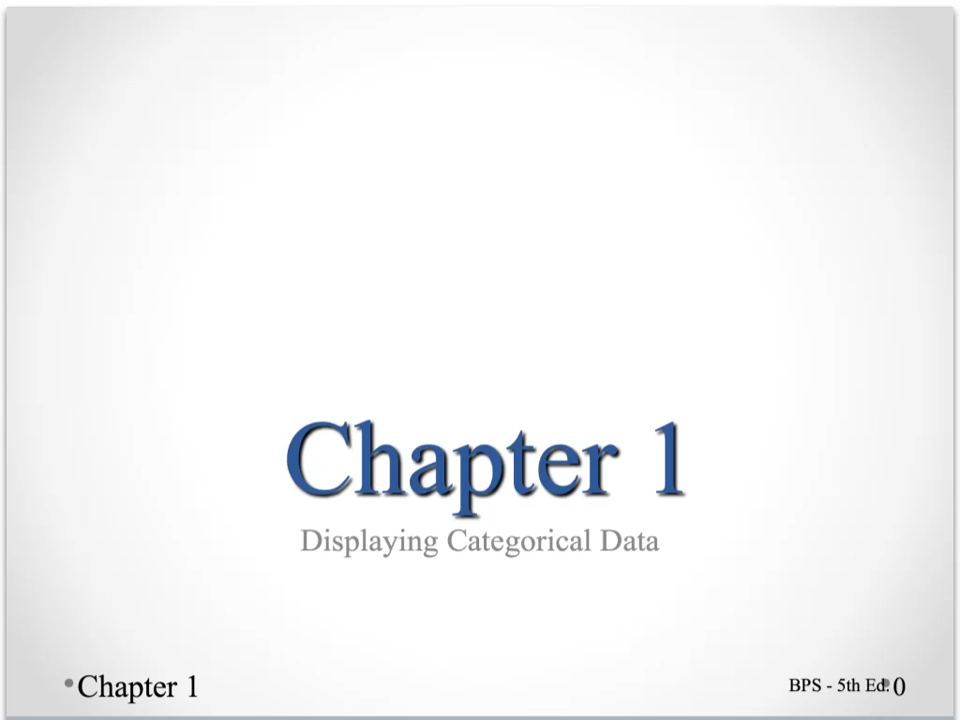 Chapter 1
Displaying Categorical Data
•Chapter 1
BPS - 5th Ed.
•0